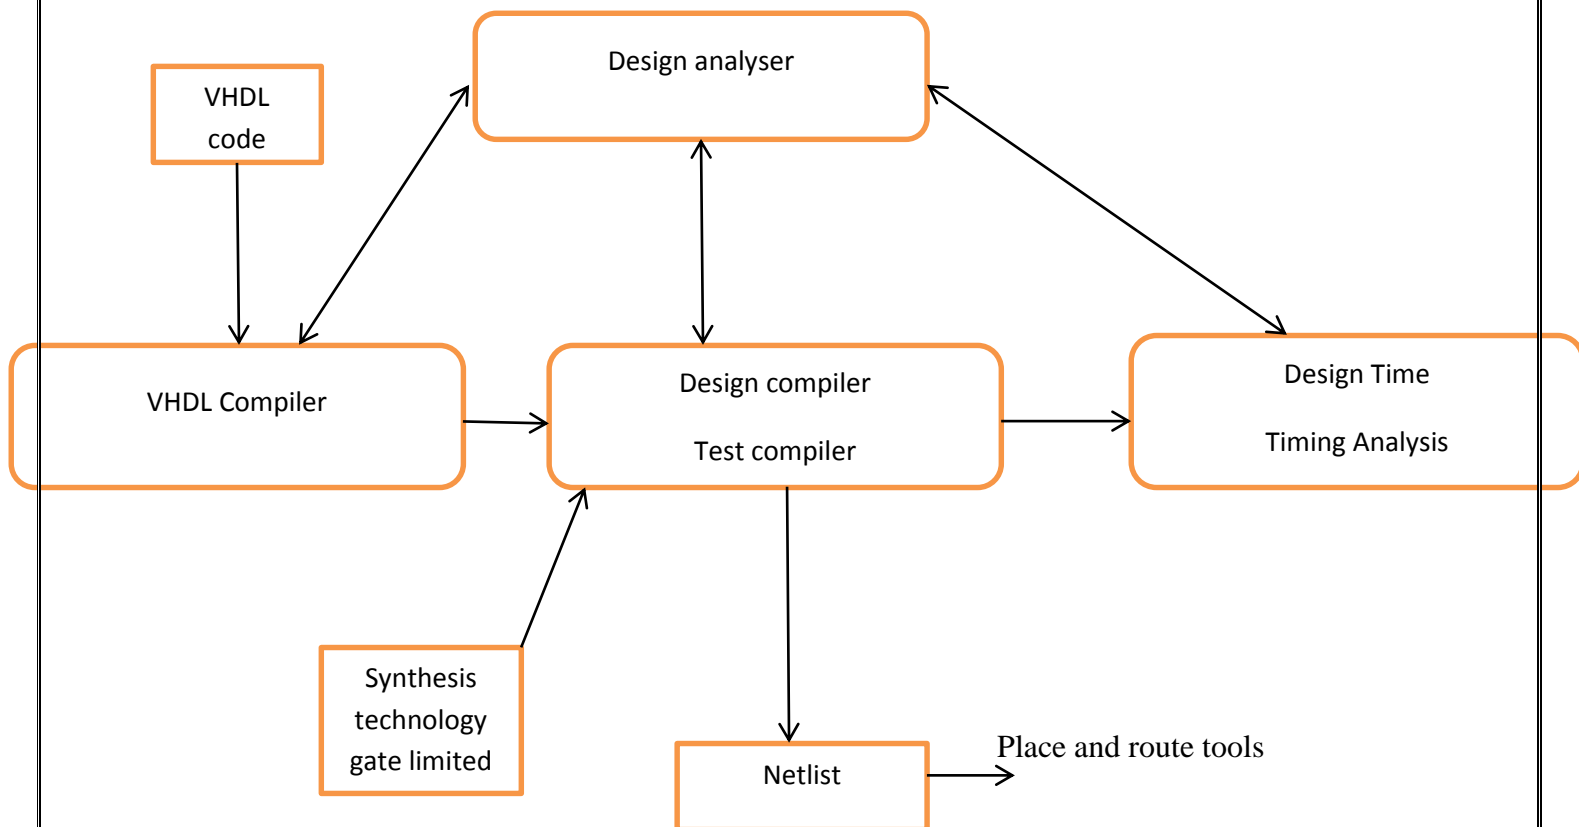 Design analyser
VHDL
code
VHDL Compiler
Design compiler
Test compiler
Design Time
Timing Analysis
Synthesis
technology
gate limited
Netlist
Place and route tools